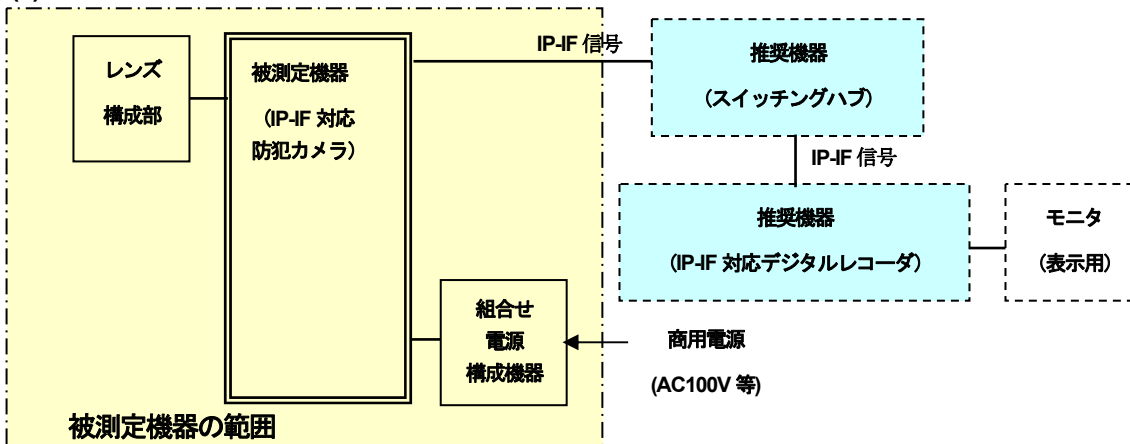 レンズ
構成部
被測定機器
（IP-IF 対応
防犯カメラ）
IP-IF 信号
推奨機器
（スイッチングハブ）
IP-IF 信号
推奨機器
（IP-IF 対応デジタルレコーダ）
モニタ
（表示用）
組合せ
電源
構成機器
商用電源
(AC100V 等)
被測定機器の範囲